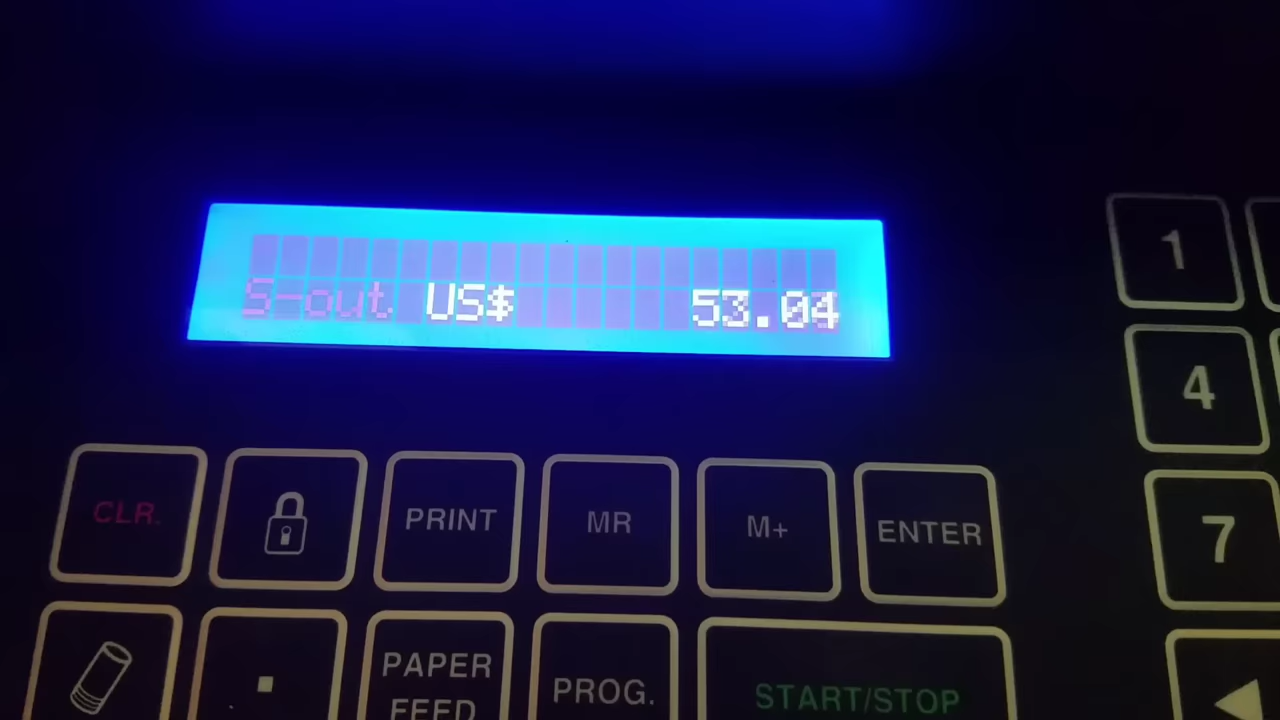 S-out US$ 53.04
1
4
CLR.
PRINT
MR
M+
ENTER
7
PAPER
FEED
PROG.
START/STOP